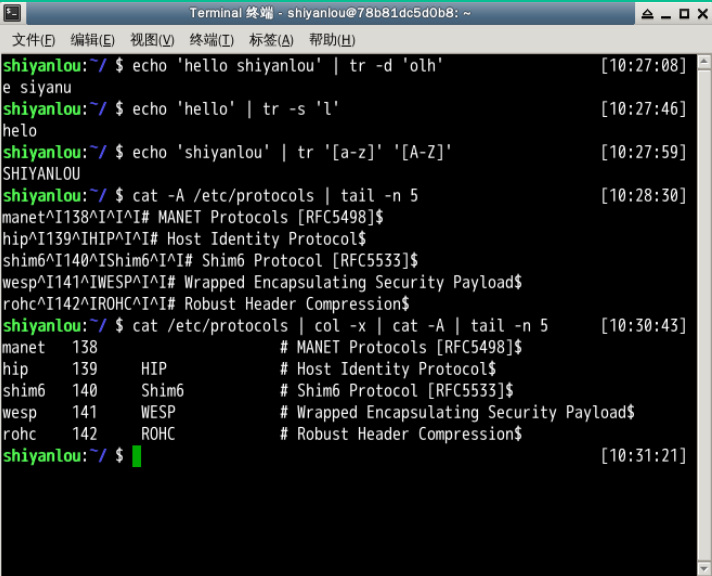 Terminal 终端 - shiyanlou@78b81dc5d0b8: ~
文件(F) 编辑(E) 视图(V) 终端(T) 标签(A) 帮助(H)
shiyanlou:~/ $ echo 'hello shiyanlou' | tr -d 'olh' [10:27:08]
e siyanu
shiyanlou:~/ $ echo 'hello' | tr -s 'l' [10:27:46]
helo
shiyanlou:~/ $ echo 'shiyanlou' | tr '[a-z]' '[A-Z]' [10:27:59]
SHIYANLOU
shiyanlou:~/ $ cat -A /etc/protocols | tail -n 5 [10:28:30]
manet^I138^I^I^I# MANET Protocols [RFC5498]$
hip^I139^IHIP^I^I# Host Identity Protocol$
shim6^I140^IShim6^I^I# Shim6 Protocol [RFC5533]$
wesp^I141^IWESP^I^I# Wrapped Encapsulating Security Payload$
rohc^I142^IROHC^I^I# Robust Header Compression$
shiyanlou:~/ $ cat /etc/protocols | col -x | cat -A | tail -n 5 [10:30:43]
manet   138                     # MANET Protocols [RFC5498]$
hip     139     HIP             # Host Identity Protocol$
shim6   140     Shim6           # Shim6 Protocol [RFC5533]$
wesp    141     WESP            # Wrapped Encapsulating Security Payload$
rohc    142     ROHC            # Robust Header Compression$
shiyanlou:~/ $ [10:31:21]